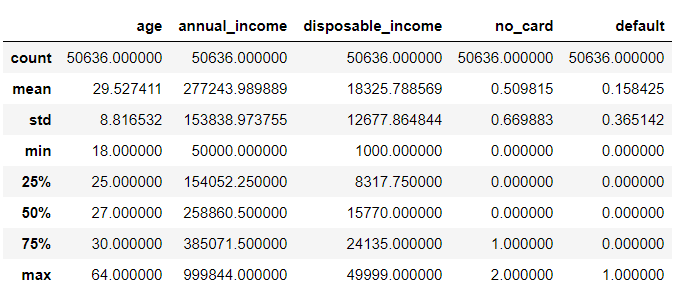 age annual_income disposable_income no_card default
count 50636.000000 50636.000000 50636.000000 50636.000000 50636.000000
mean 29.527411 277243.989889 18325.788569 0.509815 0.158425
std 8.816532 153838.973755 12677.864844 0.669883 0.365142
min 18.000000 50000.000000 1000.000000 0.000000 0.000000
25% 25.000000 154052.250000 8317.750000 0.000000 0.000000
50% 27.000000 258860.500000 15770.000000 0.000000 0.000000
75% 30.000000 385071.500000 24135.000000 1.000000 0.000000
max 64.000000 999844.000000 49999.000000 2.000000 1.000000